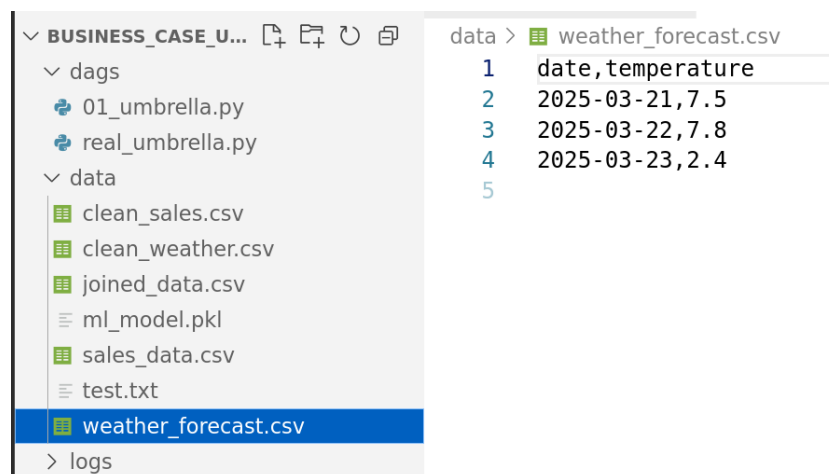 BUSINESS_CASE_U...
dags
01_umbrella.py
real_umbrella.py
data
clean_sales.csv
clean_weather.csv
joined_data.csv
ml_model.pkl
sales_data.csv
test.txt
weather_forecast.csv
logs
data > weather_forecast.csv
1 date,temperature
2 2025-03-21,7.5
3 2025-03-22,7.8
4 2025-03-23,2.4
5